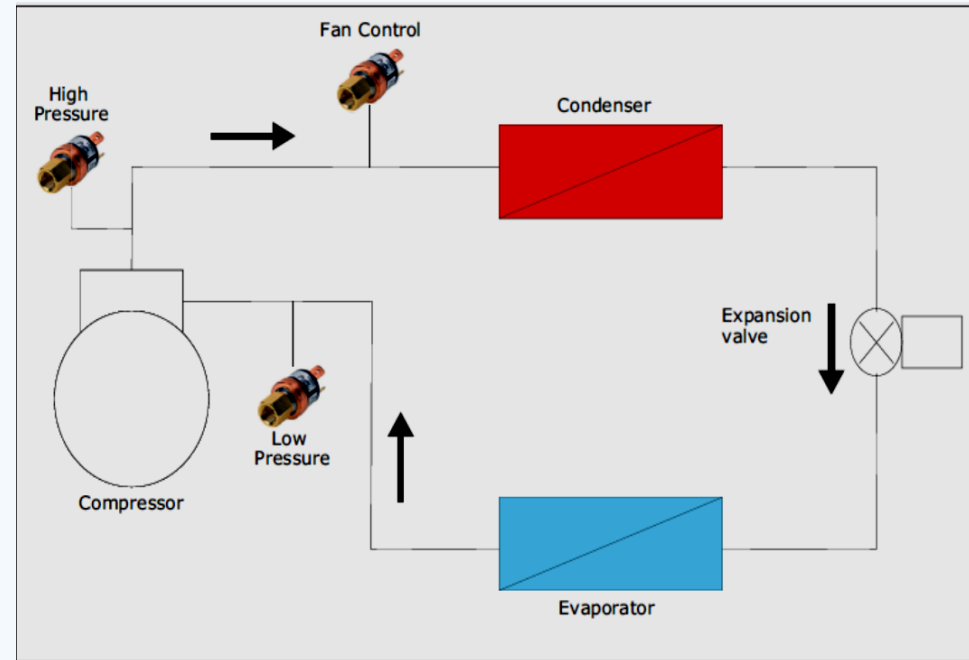 Fan Control
High
Pressure
Condenser
Expansion
valve
Low
Pressure
Compressor
Evaporator